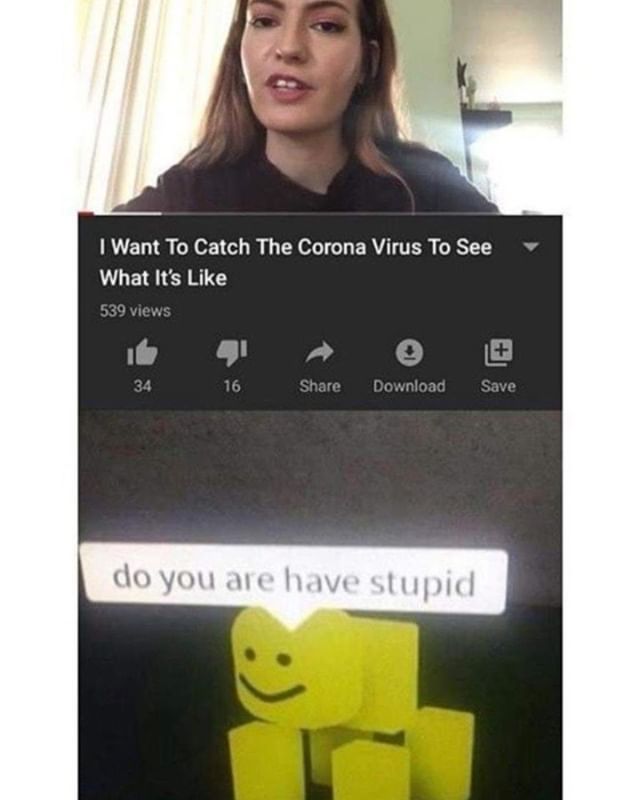 I Want To Catch The Corona Virus To See
What It's Like
539 views
34 16 Share Download Save
do you are have stupid